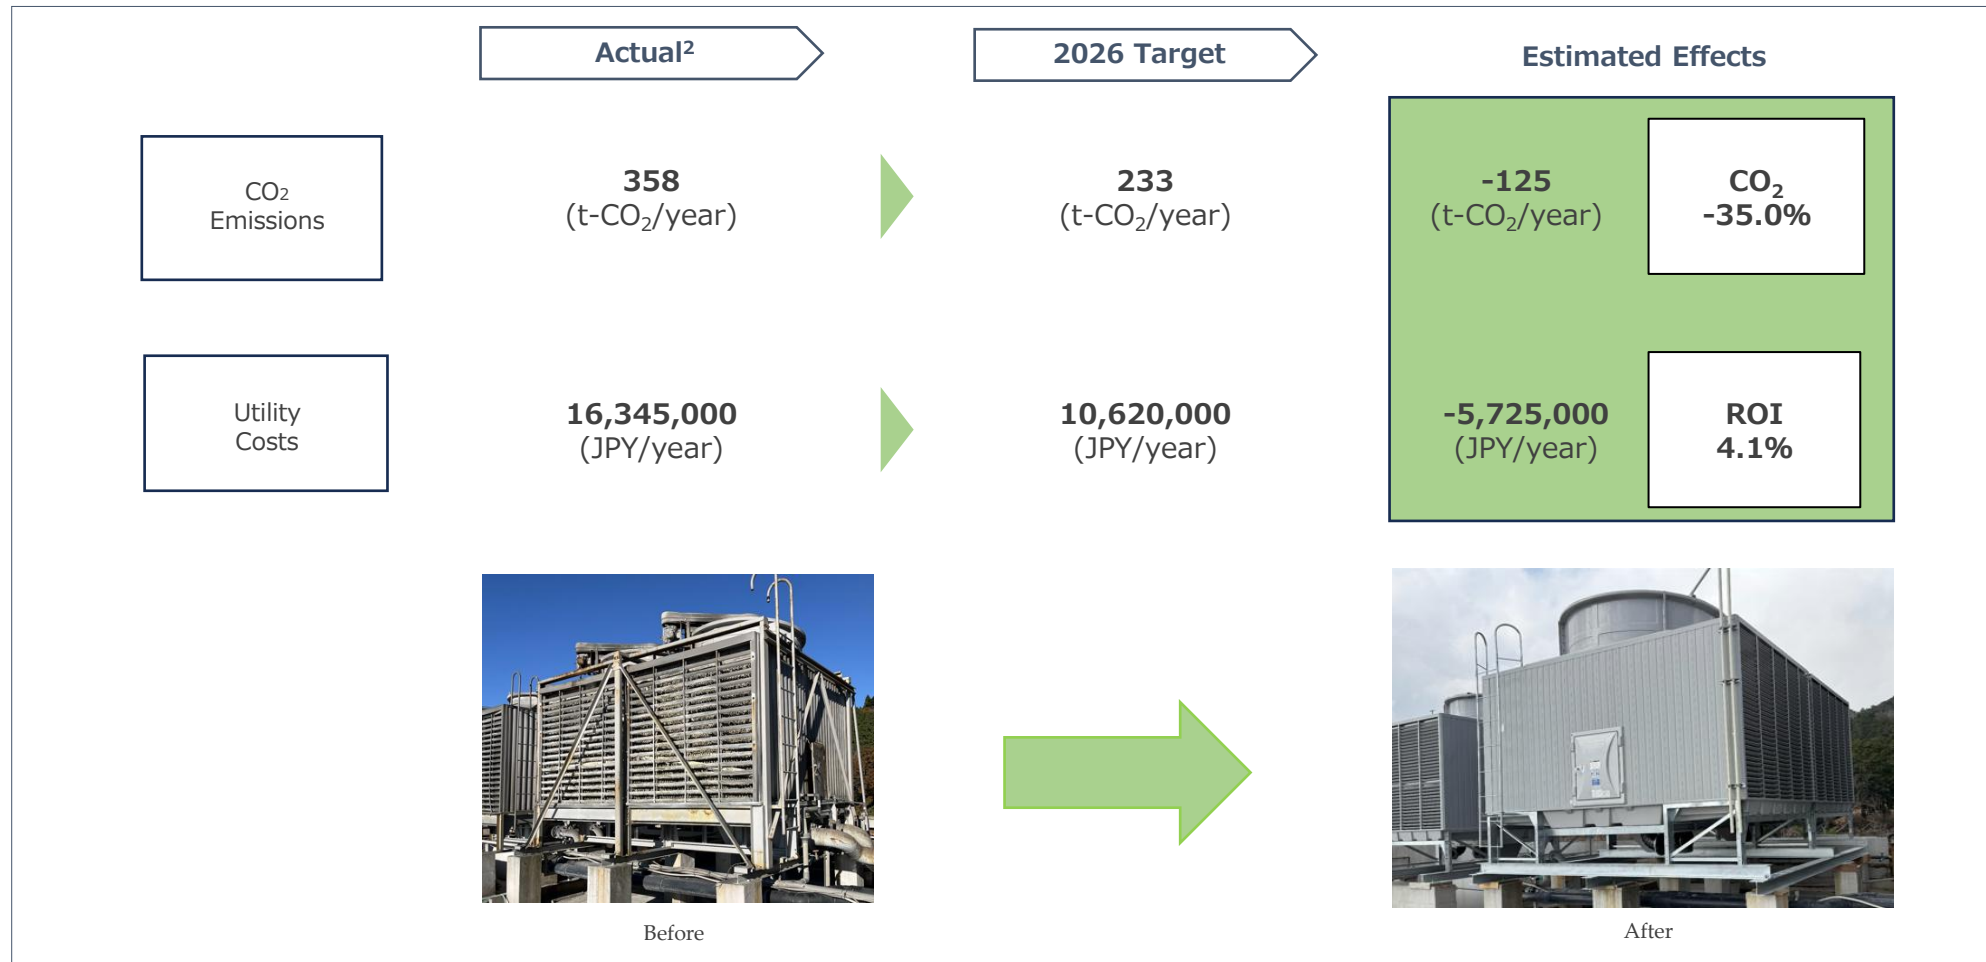 Actual²
2026 Target
Estimated Effects
CO₂
Emissions
358
(t-CO₂/year)
233
(t-CO₂/year)
-125
(t-CO₂/year)
CO₂
-35.0%
Utility
Costs
16,345,000
(JPY/year)
10,620,000
(JPY/year)
-5,725,000
(JPY/year)
ROI
4.1%
Before
After